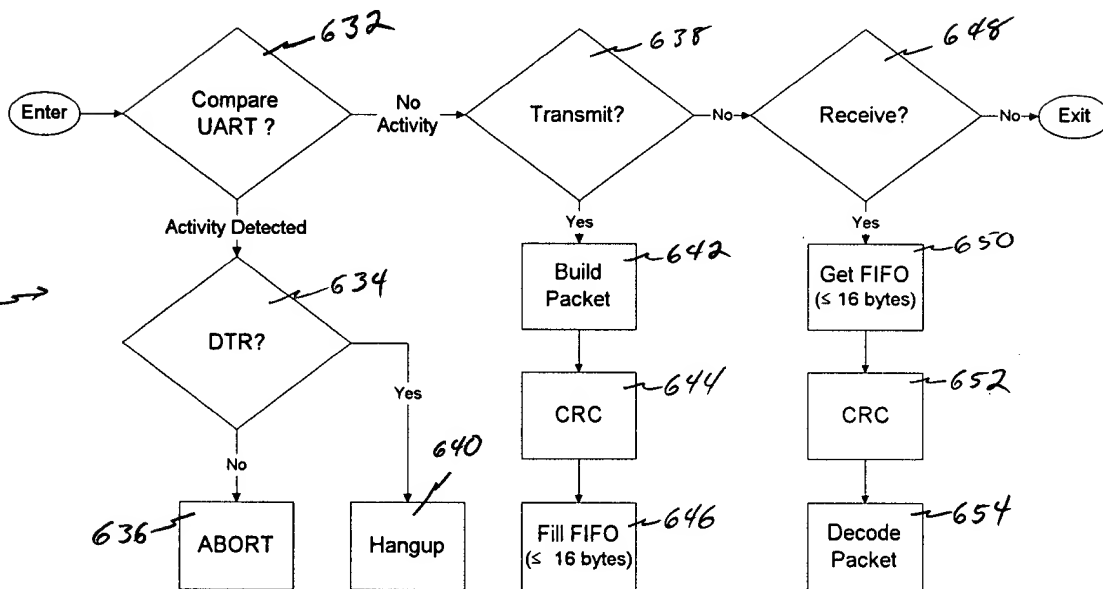 632
638
648
Enter
Compare
UART ?
No
Activity
Transmit?
No
Receive?
No
Exit
Activity Detected
Yes
Yes
634
DTR?
Yes
No
642
Build
Packet
650
Get FIFO
(≤ 16 bytes)
644
CRC
652
CRC
640
636
ABORT
Hangup
646
Fill FIFO
(≤ 16 bytes)
654
Decode
Packet